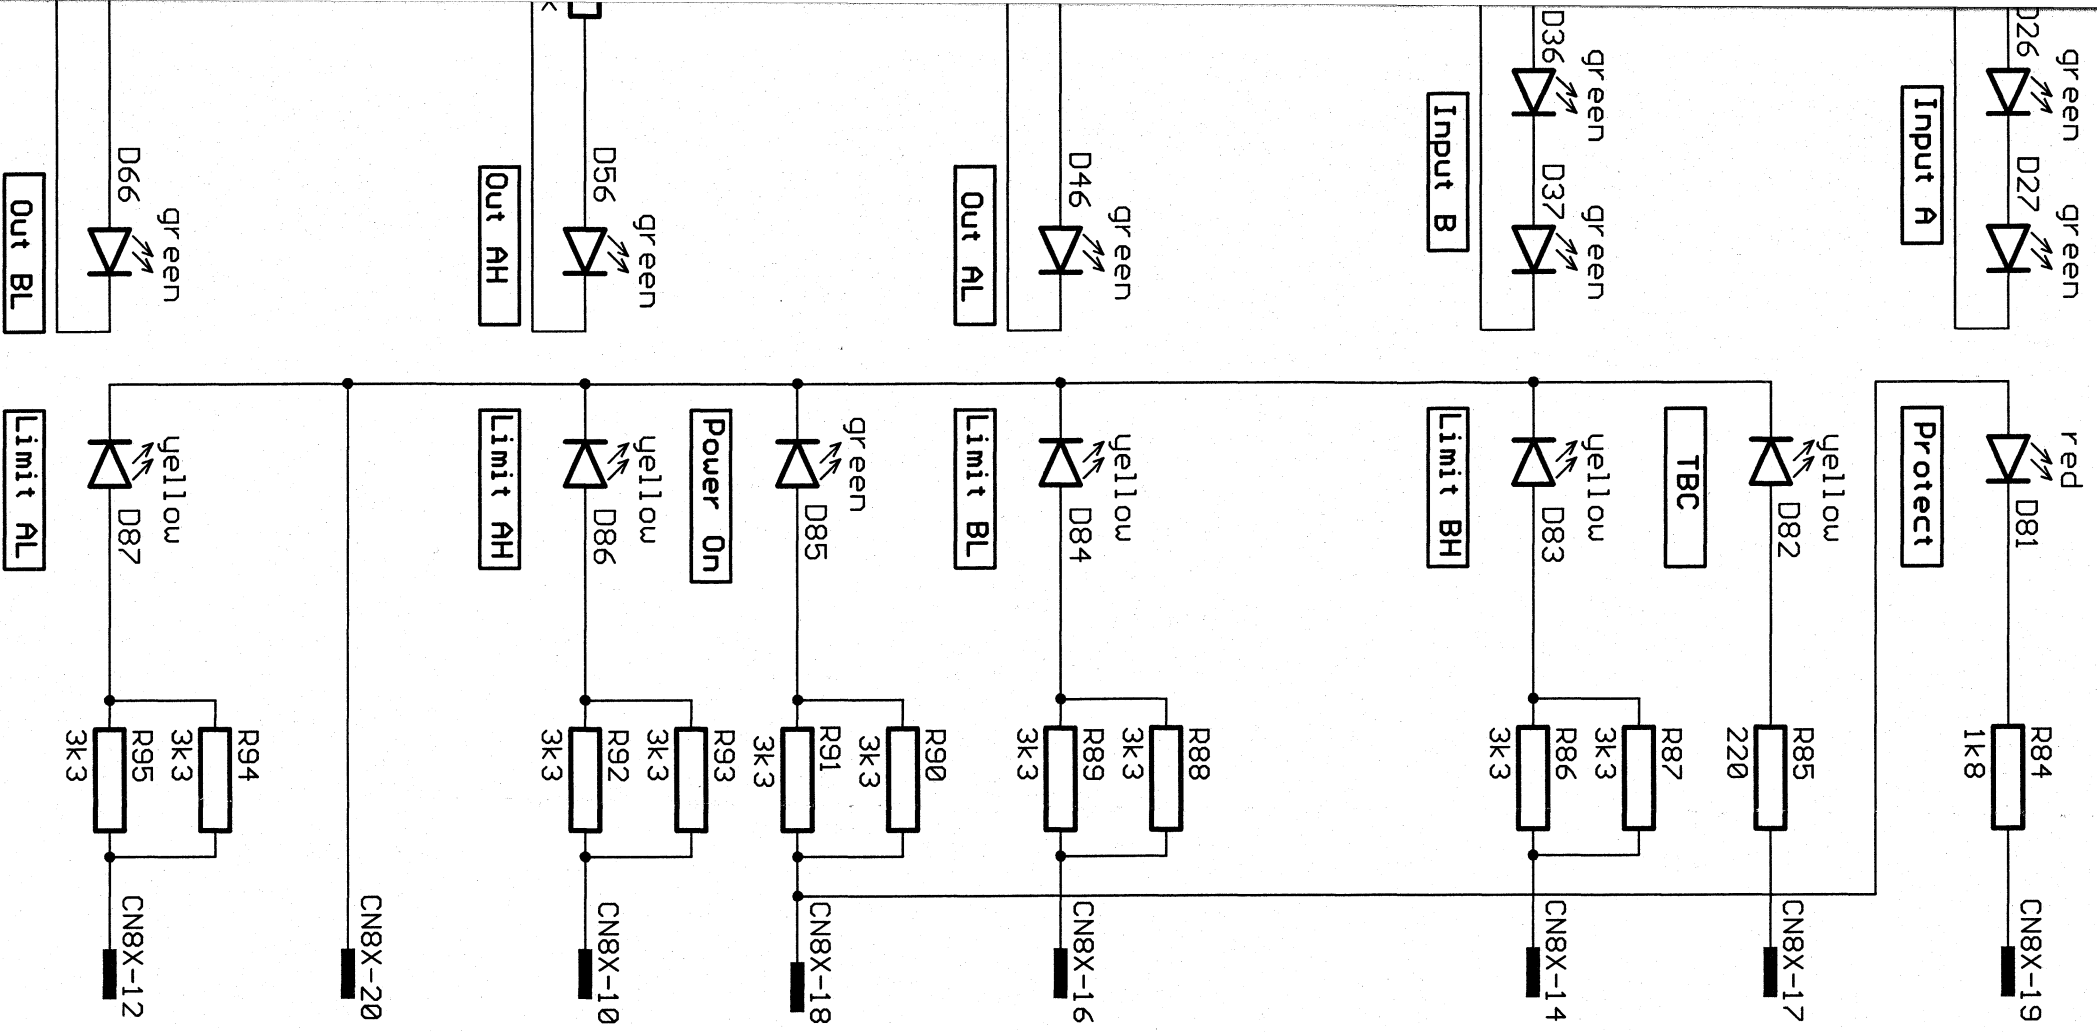 D26
green
D27
green
Input A
D36
green
D37
green
Input B
D46
green
Out AL
D56
green
Out AH
D66
green
Out BL
red
D81
Protect
R84
1k8
CN8X-19
yellow
D82
TBC
R85
220
CN8X-17
yellow
D83
Limit BH
R87
3k3
R86
3k3
CN8X-14
yellow
D84
Limit BL
R88
3k3
R89
3k3
CN8X-16
green
D85
Power On
R90
3k3
R91
3k3
CN8X-18
yellow
D86
Limit AH
R93
3k3
R92
3k3
CN8X-10
CN8X-20
yellow
D87
Limit AL
R94
3k3
R95
3k3
CN8X-12